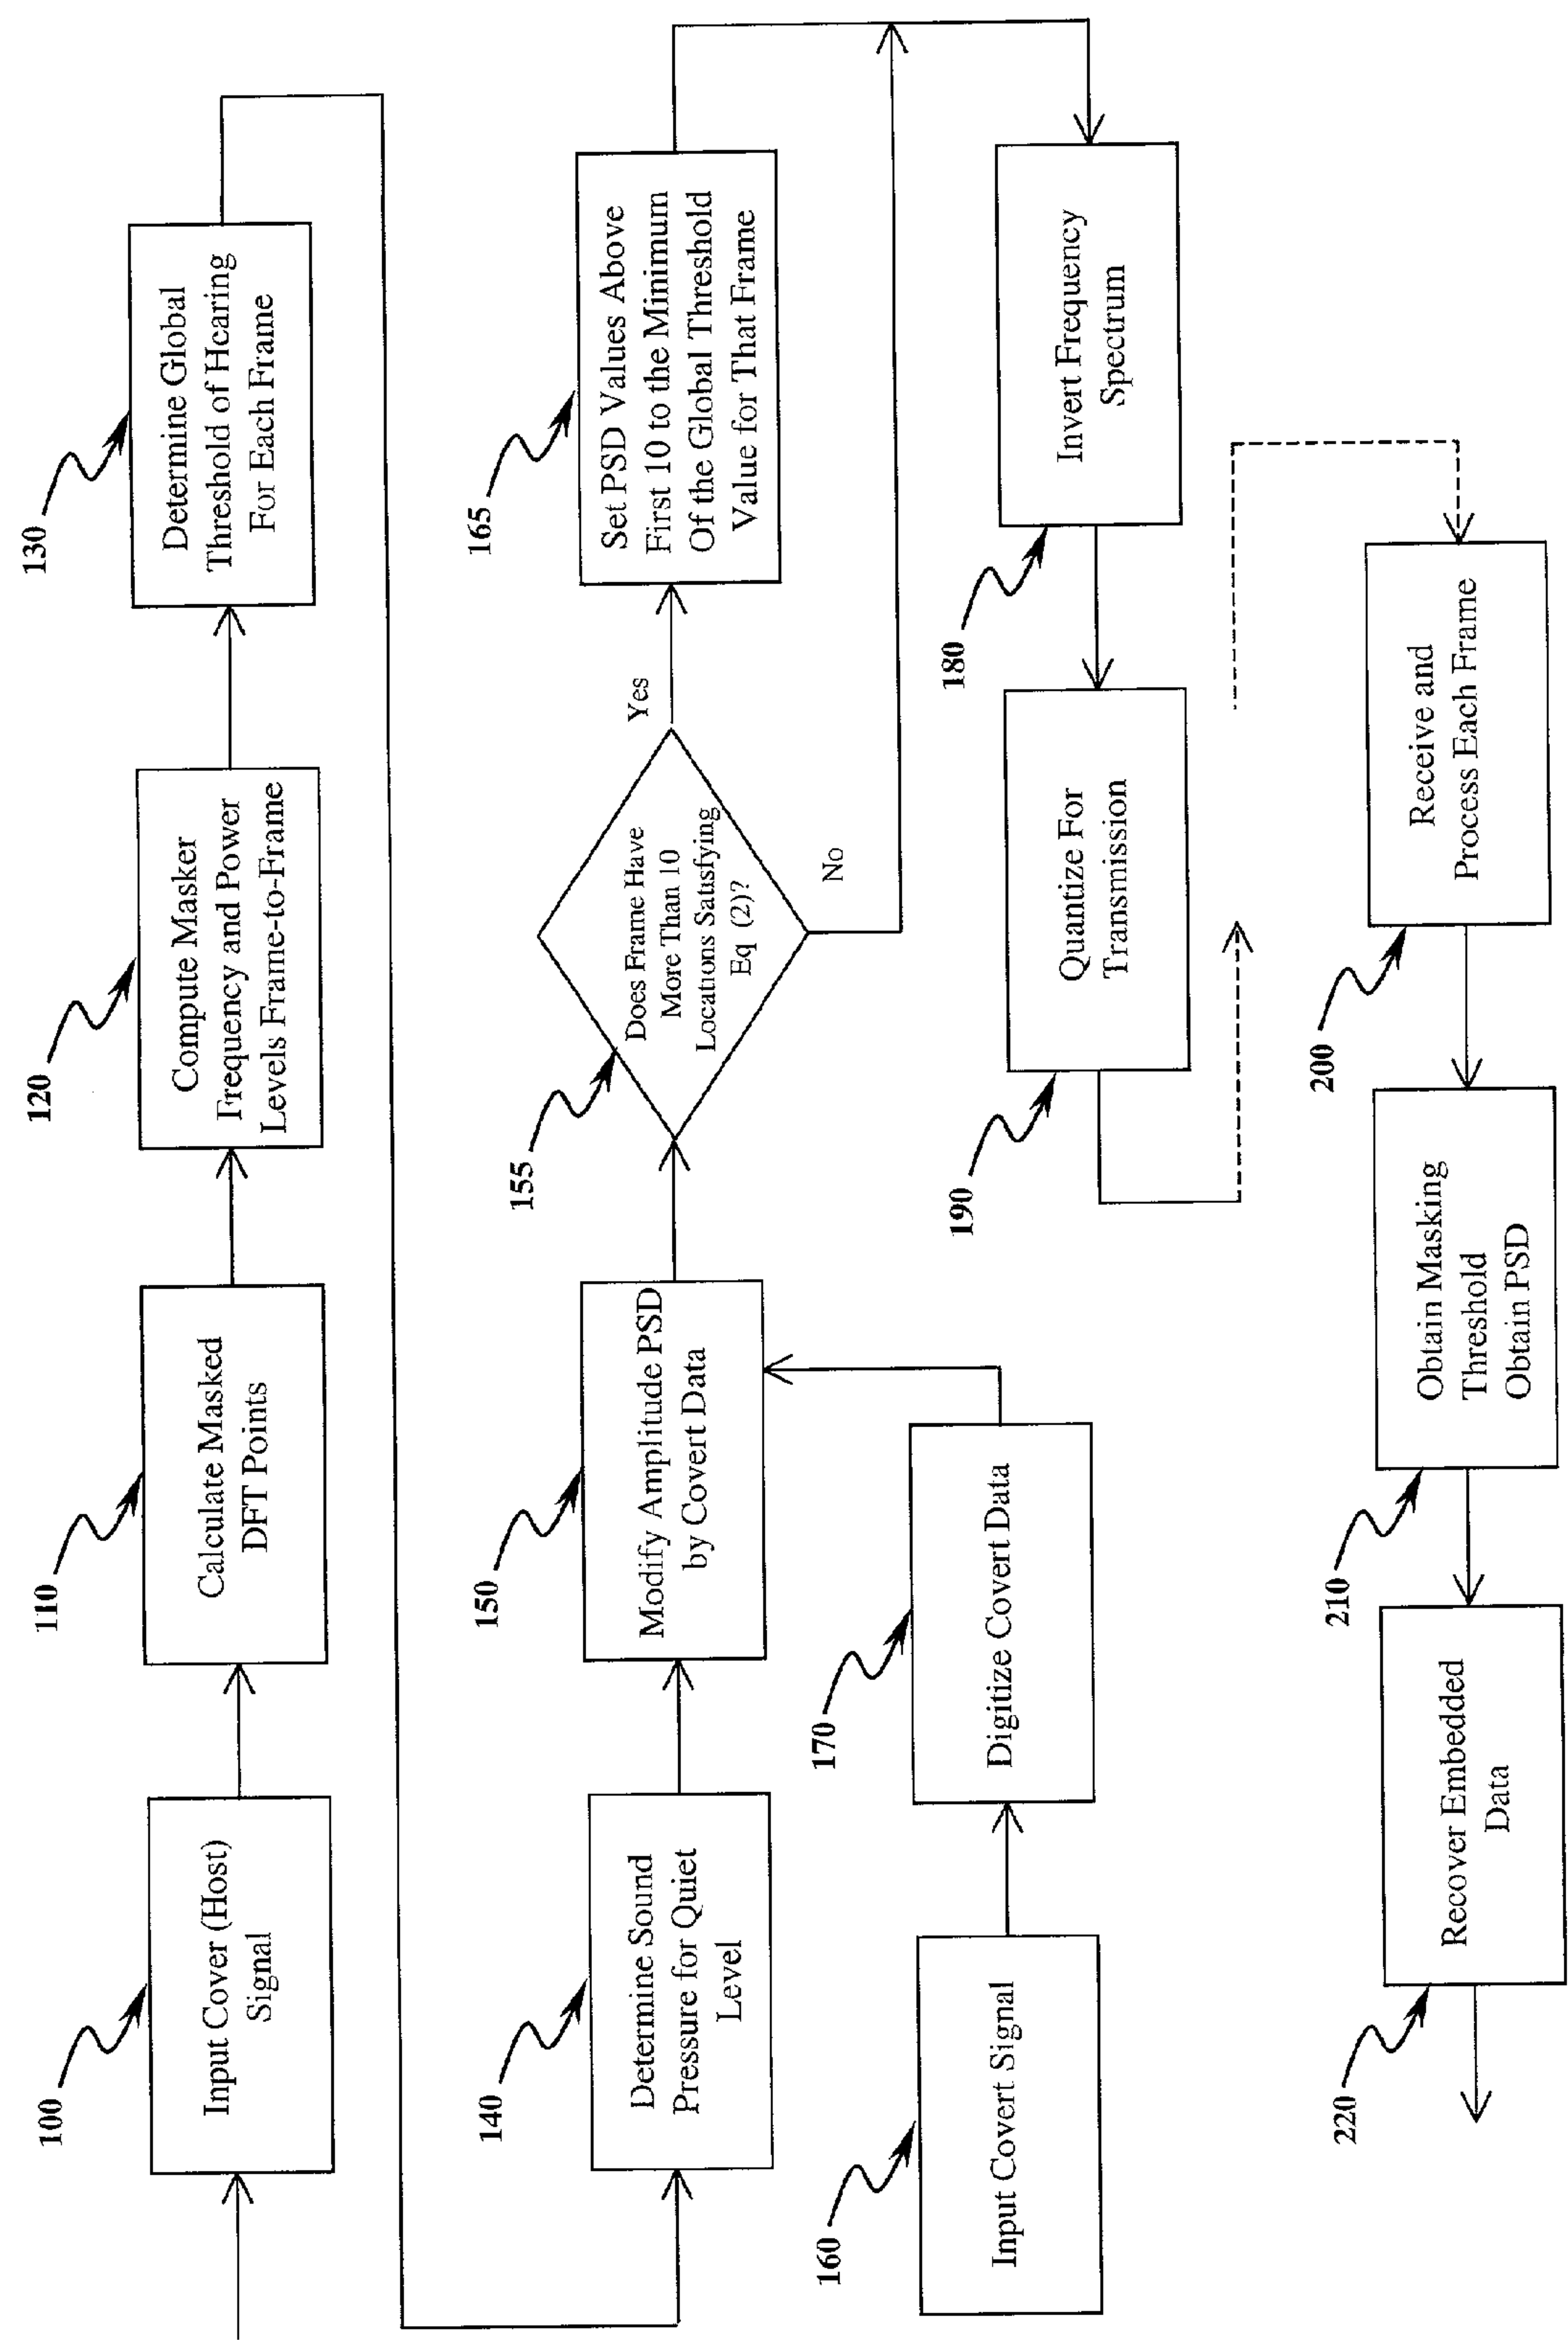 100
Input Cover (Host)
Signal
110
Calculate Masked
DFT Points
120
Compute Masker
Frequency and Power
Levels Frame-to-Frame
130
Determine Global
Threshold of Hearing
For Each Frame
140
Determine Sound
Pressure for Quiet
Level
150
Modify Amplitude PSD
by Covert Data
155
Does Frame Have
More Than 10
Locations Satisfying
Eq (2)?
Yes
No
165
Set PSD Values Above
First 10 to the Minimum
Of the Global Threshold
Value for That Frame
160
Input Covert Signal
170
Digitize Covert Data
180
Invert Frequency
Spectrum
190
Quantize For
Transmission
200
Receive and
Process Each Frame
210
Obtain Masking
Threshold
Obtain PSD
220
Recover Embedded
Data